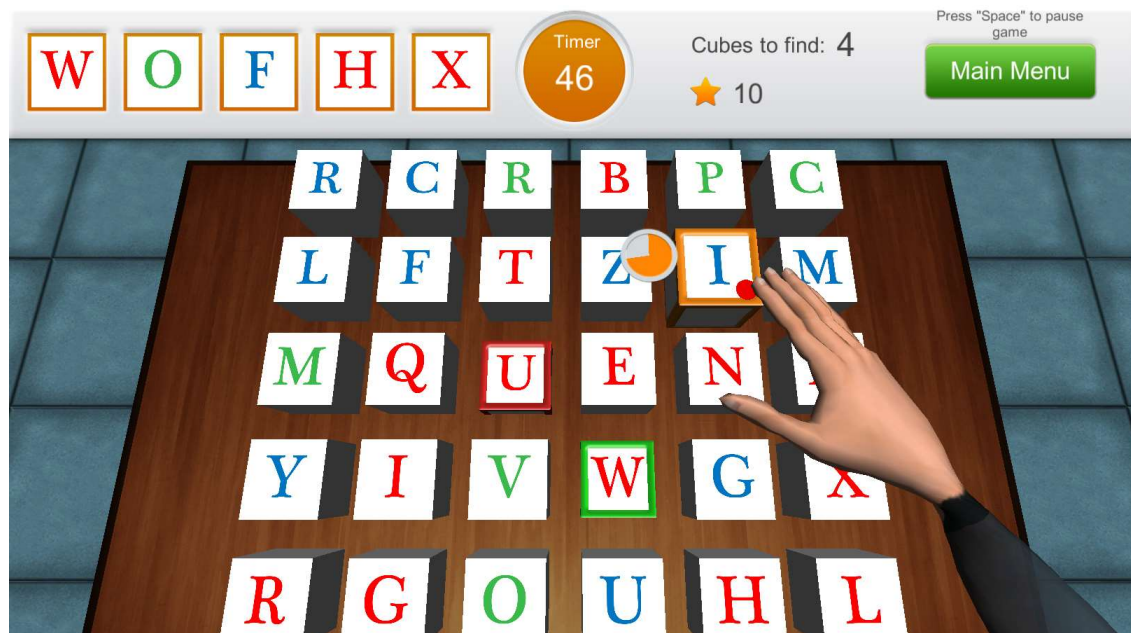 Press "Space" to pause game
W O F H X
Timer
46
Cubes to find: 4
10
Main Menu
R C R B P C
L F T Z I M
M Q U E N
Y I V W G X
R G O U H L